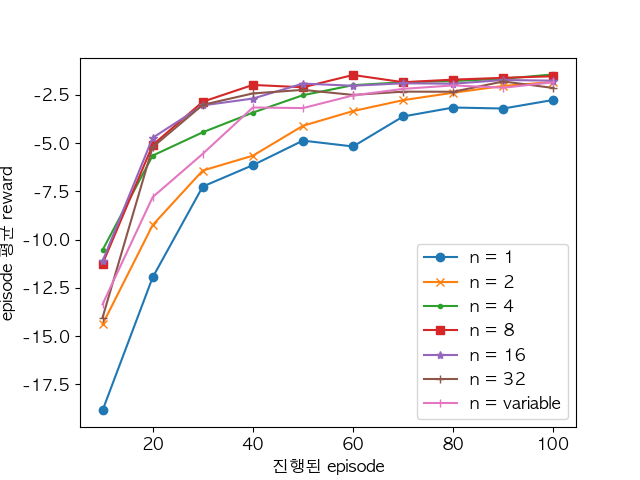 episode 평균 reward
-2.5
-5.0
-7.5
-10.0
-12.5
-15.0
-17.5
20
40
60
80
100
진행된 episode
n = 1
n = 2
n = 4
n = 8
n = 16
n = 32
n = variable